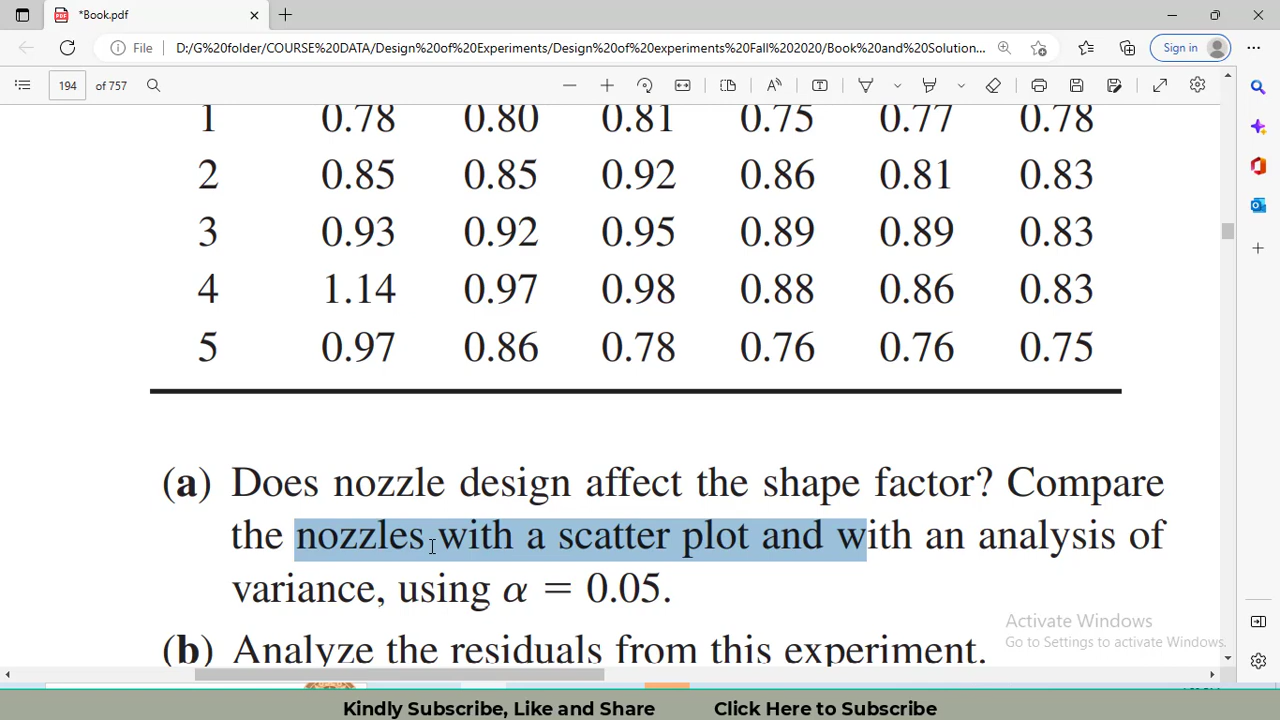 *Book.pdf
File
D:/G%20folder/COURSE%20DATA/Design%20of%20Experiments/Design%20of%20experiments%20Fall%202020/Book%20and%20Solution...
Sign in
194 of 757
1 0.78 0.80 0.81 0.75 0.77 0.78
2 0.85 0.85 0.92 0.86 0.81 0.83
3 0.93 0.92 0.95 0.89 0.89 0.83
4 1.14 0.97 0.98 0.88 0.86 0.83
5 0.97 0.86 0.78 0.76 0.76 0.75
(a) Does nozzle design affect the shape factor? Compare
the nozzles with a scatter plot and with an analysis of
variance, using α = 0.05.
Activate Windows
Go to Settings to activate Windows.
(b) Analyze the residuals from this experiment.
Kindly Subscribe, Like and Share Click Here to Subscribe